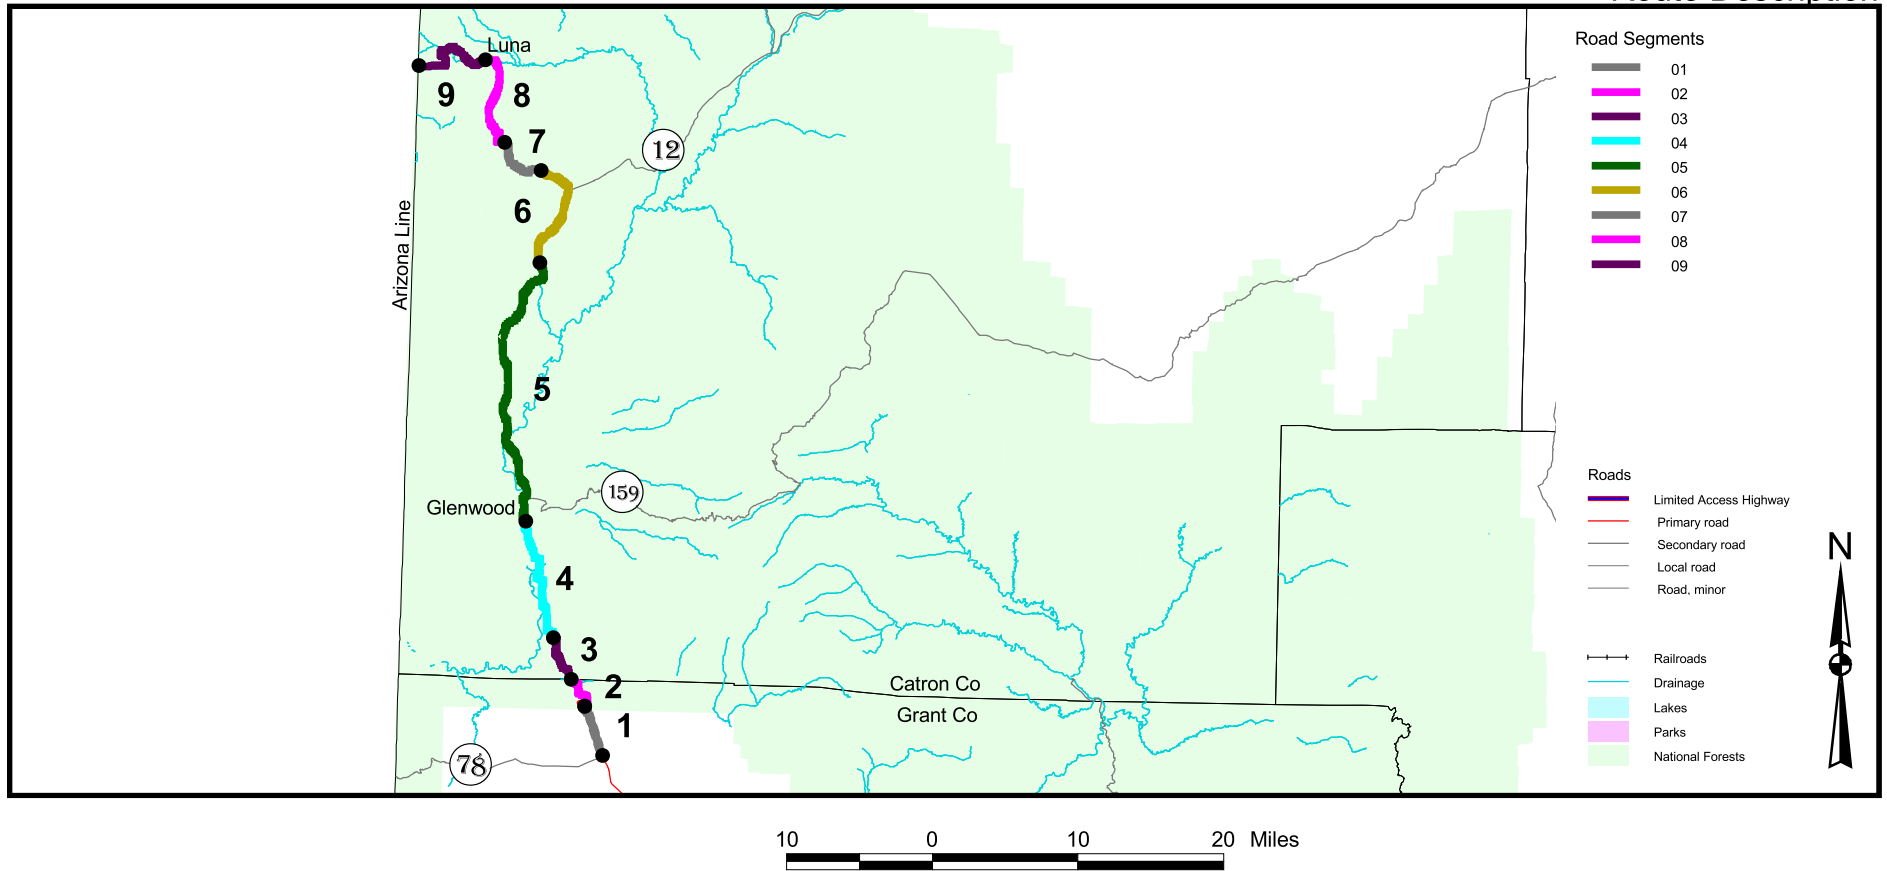 Route Description
Road Segments
01
02
03
04
05
06
07
08
09
Luna
9
8
7
12
6
Arizona Line
5
159
Glenwood
4
3
2
Catron Co
Grant Co
1
78
Roads
Limited Access Highway
Primary road
Secondary road
Local road
Road, minor
N
Railroads
Drainage
Lakes
Parks
National Forests
10 0 10 20 Miles